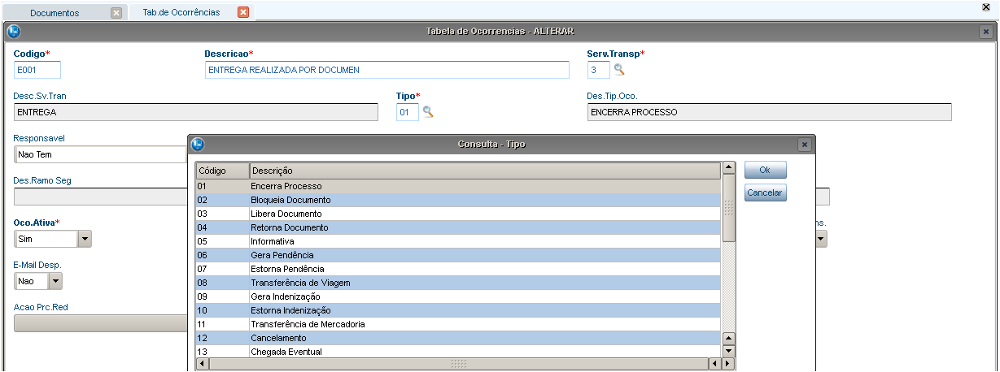 Documentos
Tab.de Ocorrências
Tabela de Ocorrencias - ALTERAR
Codigo*
Descricao*
Serv.Transp*
E001
ENTREGA REALIZADA POR DOCUMEN
3
Desc.Sv.Tran
Tipo*
Des.Tip.Oco.
ENTREGA
01
ENCERRA PROCESSO
Responsavel
Nao Tem
Des.Ramo Seg
Oco.Ativa*
Sim
E-Mail Desp.
Nao
Acao Prc.Red
Consulta - Tipo
Código Descrição
01 Encerra Processo
02 Bloqueia Documento
03 Libera Documento
04 Retorna Documento
05 Informativa
06 Gera Pendência
07 Estorna Pendência
08 Transferência de Viagem
09 Gera Indenização
10 Estorna Indenização
11 Transferência de Mercadoria
12 Cancelamento
13 Chegada Eventual
Ok
Cancelar
ns.